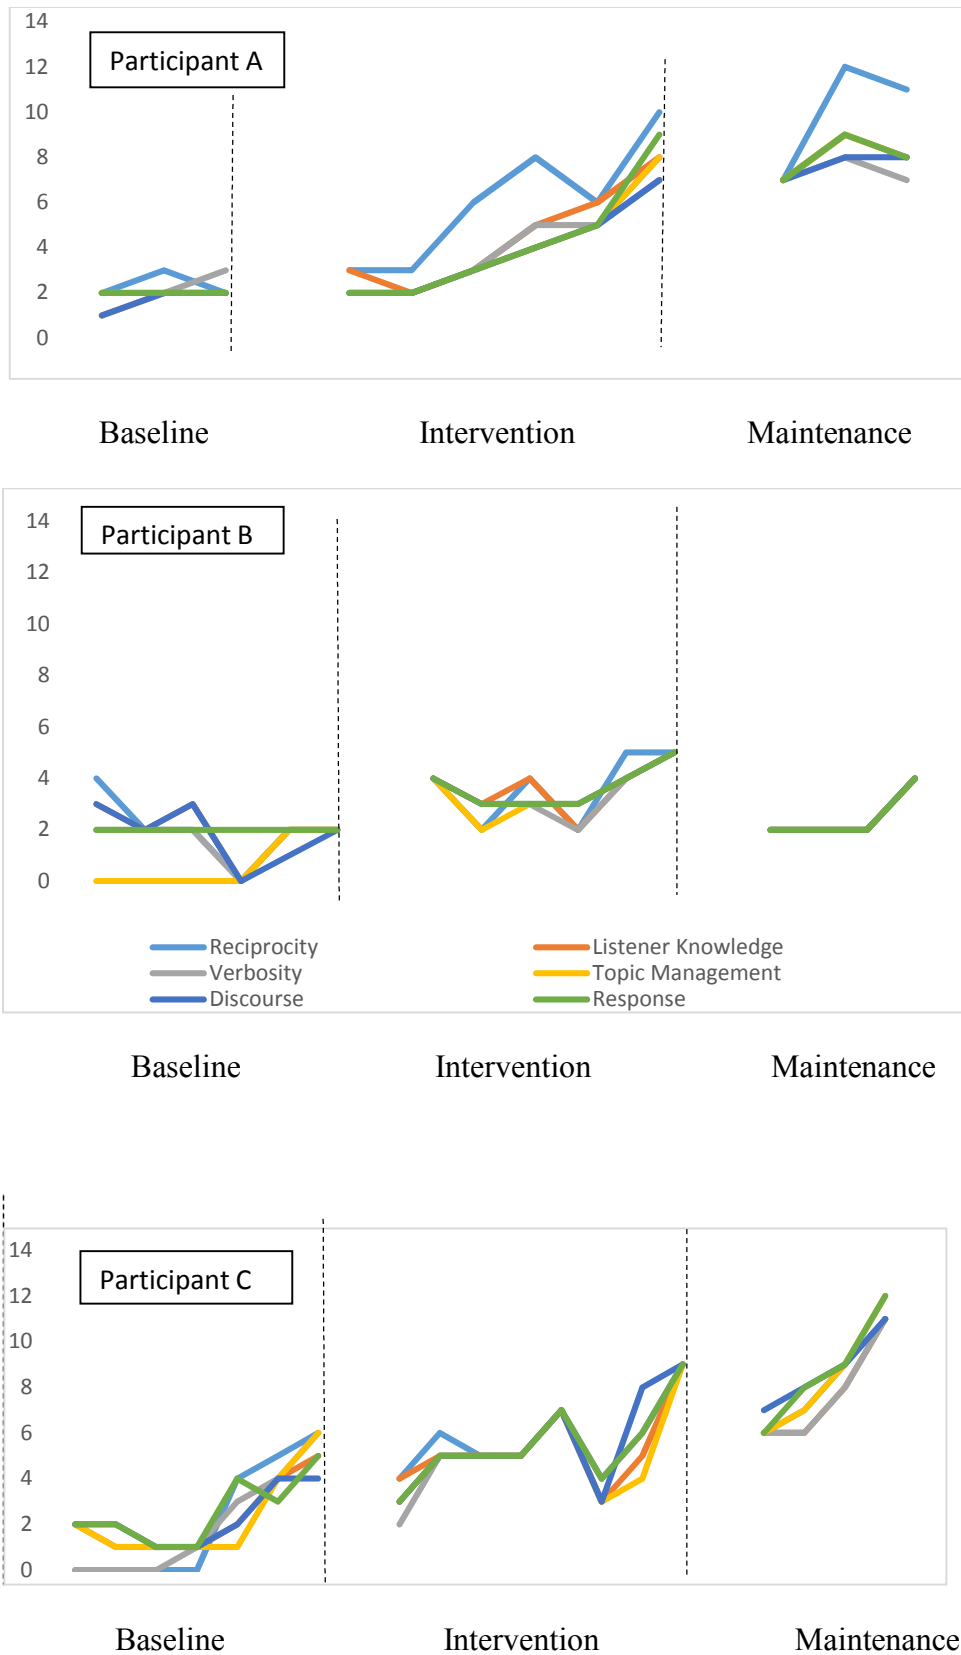 14
Participant A
12
10
8
6
4
2
0
Baseline Intervention Maintenance
14
Participant B
12
10
8
6
4
2
0
Reciprocity Listener Knowledge
Verbosity Topic Management
Discourse Response
Baseline Intervention Maintenance
14
Participant C
12
10
8
6
4
2
0
Baseline Intervention Maintenance